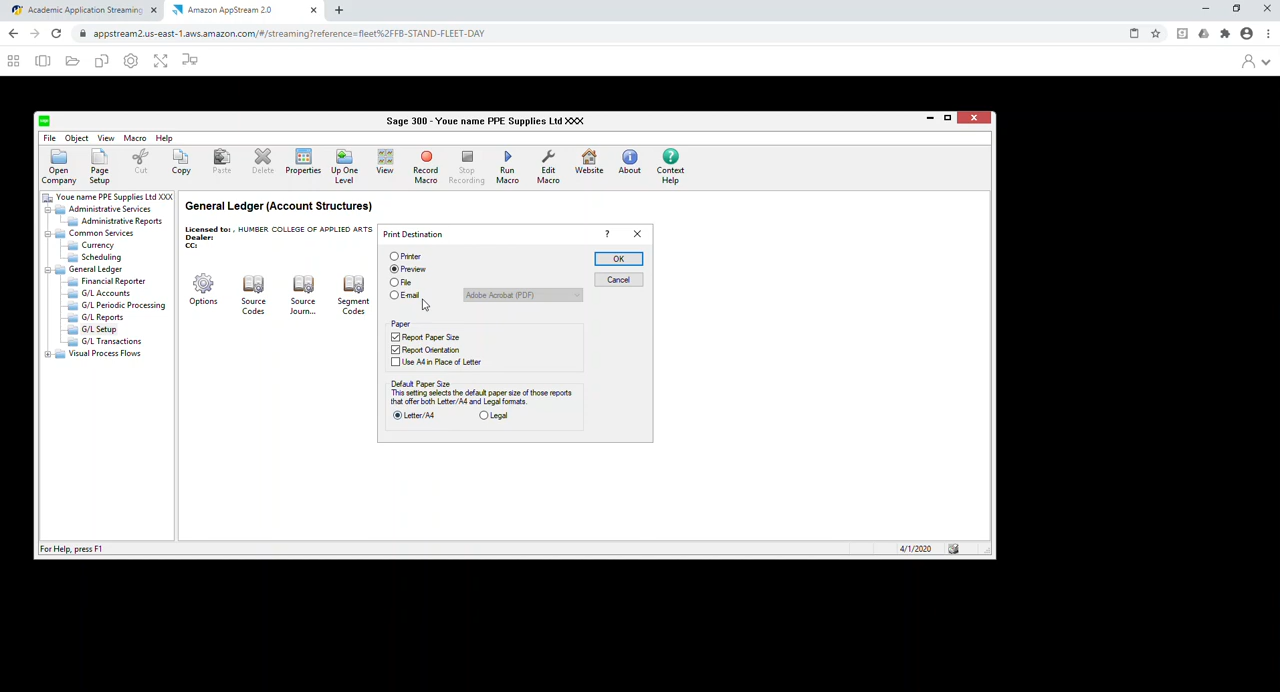 Academic Application Streaming
Amazon AppStream 2.0
appstream2.us-east-1.aws.amazon.com/#/streaming?reference=fleet%2FFB-STAND-FLEET-DAY
Sage 300 - Youe name PPE Supplies Ltd XXX
File Object View Macro Help
Open Company
Page Setup
Cut
Copy
Paste
Delete
Properties
Up One Level
View
Record Macro
Stop Recording
Run Macro
Edit Macro
Website
About
Context Help
Youe name PPE Supplies Ltd XXX
Administrative Services
Administrative Reports
Common Services
Currency
Scheduling
General Ledger
Financial Reporter
G/L Accounts
G/L Periodic Processing
G/L Reports
G/L Setup
G/L Transactions
Visual Process Flows
General Ledger (Account Structures)
Licensed to: , HUMBER COLLEGE OF APPLIED ARTS
Dealer:
CC:
Options
Source Codes
Source Journ...
Segment Codes
Print Destination
?
Printer
Preview
File
E-mail
Adobe Acrobat (PDF)
OK
Cancel
Paper
Report Paper Size
Report Orientation
Use A4 in Place of Letter
Default Paper Size
This setting selects the default paper size of those reports
that offer both Letter/A4 and Legal formats.
Letter/A4
Legal
For Help, press F1
4/1/2020